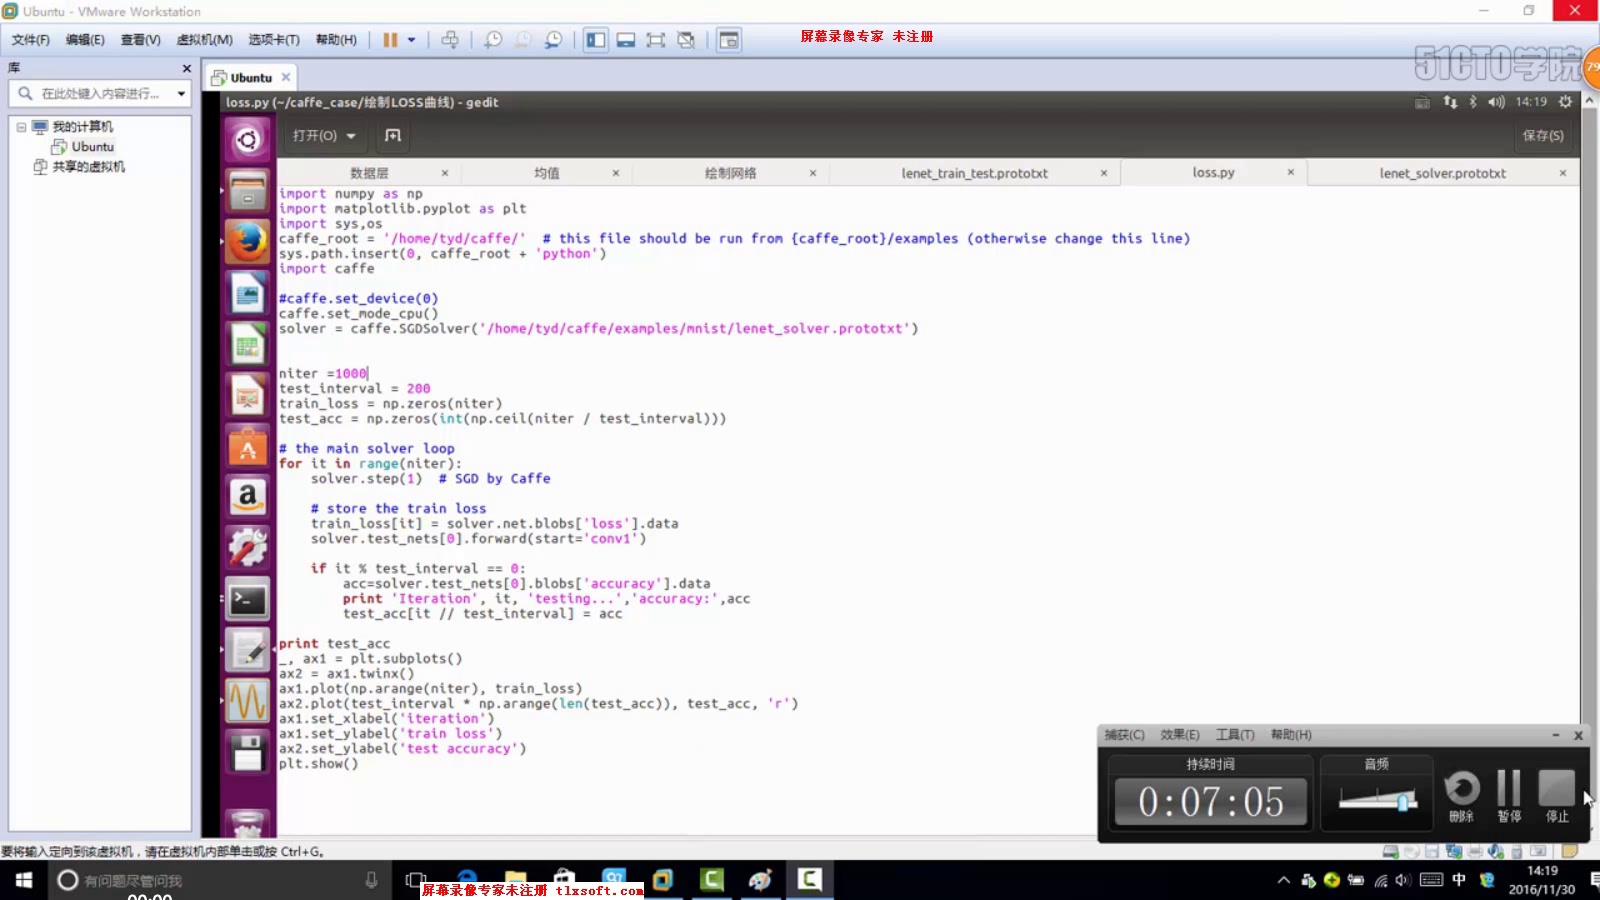 Ubuntu - VMware Workstation
文件(F) 编辑(E) 查看(V) 虚拟机(M) 选项卡(T) 帮助(H)
屏幕录像专家 未注册
51CTO学院
79
库
在此处键入内容进行...
我的计算机
Ubuntu
共享的虚拟机
Ubuntu
loss.py (~/caffe_case/绘制LOSS曲线) - gedit
14:19
打开(O)
保存(S)
数据层 均值 绘制网络 lenet_train_test.prototxt loss.py lenet_solver.prototxt
import numpy as np
import matplotlib.pyplot as plt
import sys,os
caffe_root = '/home/tyd/caffe/'  # this file should be run from {caffe_root}/examples (otherwise change this line)
sys.path.insert(0, caffe_root + 'python')
import caffe
#caffe.set_device(0)
caffe.set_mode_cpu()
solver = caffe.SGDSolver('/home/tyd/caffe/examples/mnist/lenet_solver.prototxt')
niter =1000
test_interval = 200
train_loss = np.zeros(niter)
test_acc = np.zeros(int(np.ceil(niter / test_interval)))
# the main solver loop
for it in range(niter):
    solver.step(1)  # SGD by Caffe
    # store the train loss
    train_loss[it] = solver.net.blobs['loss'].data
    solver.test_nets[0].forward(start='conv1')
    if it % test_interval == 0:
        acc=solver.test_nets[0].blobs['accuracy'].data
        print 'Iteration', it, 'testing...','accuracy:',acc
        test_acc[it // test_interval] = acc
print test_acc
_, ax1 = plt.subplots()
ax2 = ax1.twinx()
ax1.plot(np.arange(niter), train_loss)
ax2.plot(test_interval * np.arange(len(test_acc)), test_acc, 'r')
ax1.set_xlabel('iteration')
ax1.set_ylabel('train loss')
ax2.set_ylabel('test accuracy')
plt.show()
捕获(C) 效果(E) 工具(T) 帮助(H)
持续时间
音频
0:07:05
删除 暂停 停止
要将输入定向到该虚拟机，请在虚拟机内部单击或按 Ctrl+G。
有问题尽管问我
屏幕录像专家未注册 tlxsoft.com
中
14:19
2016/11/30